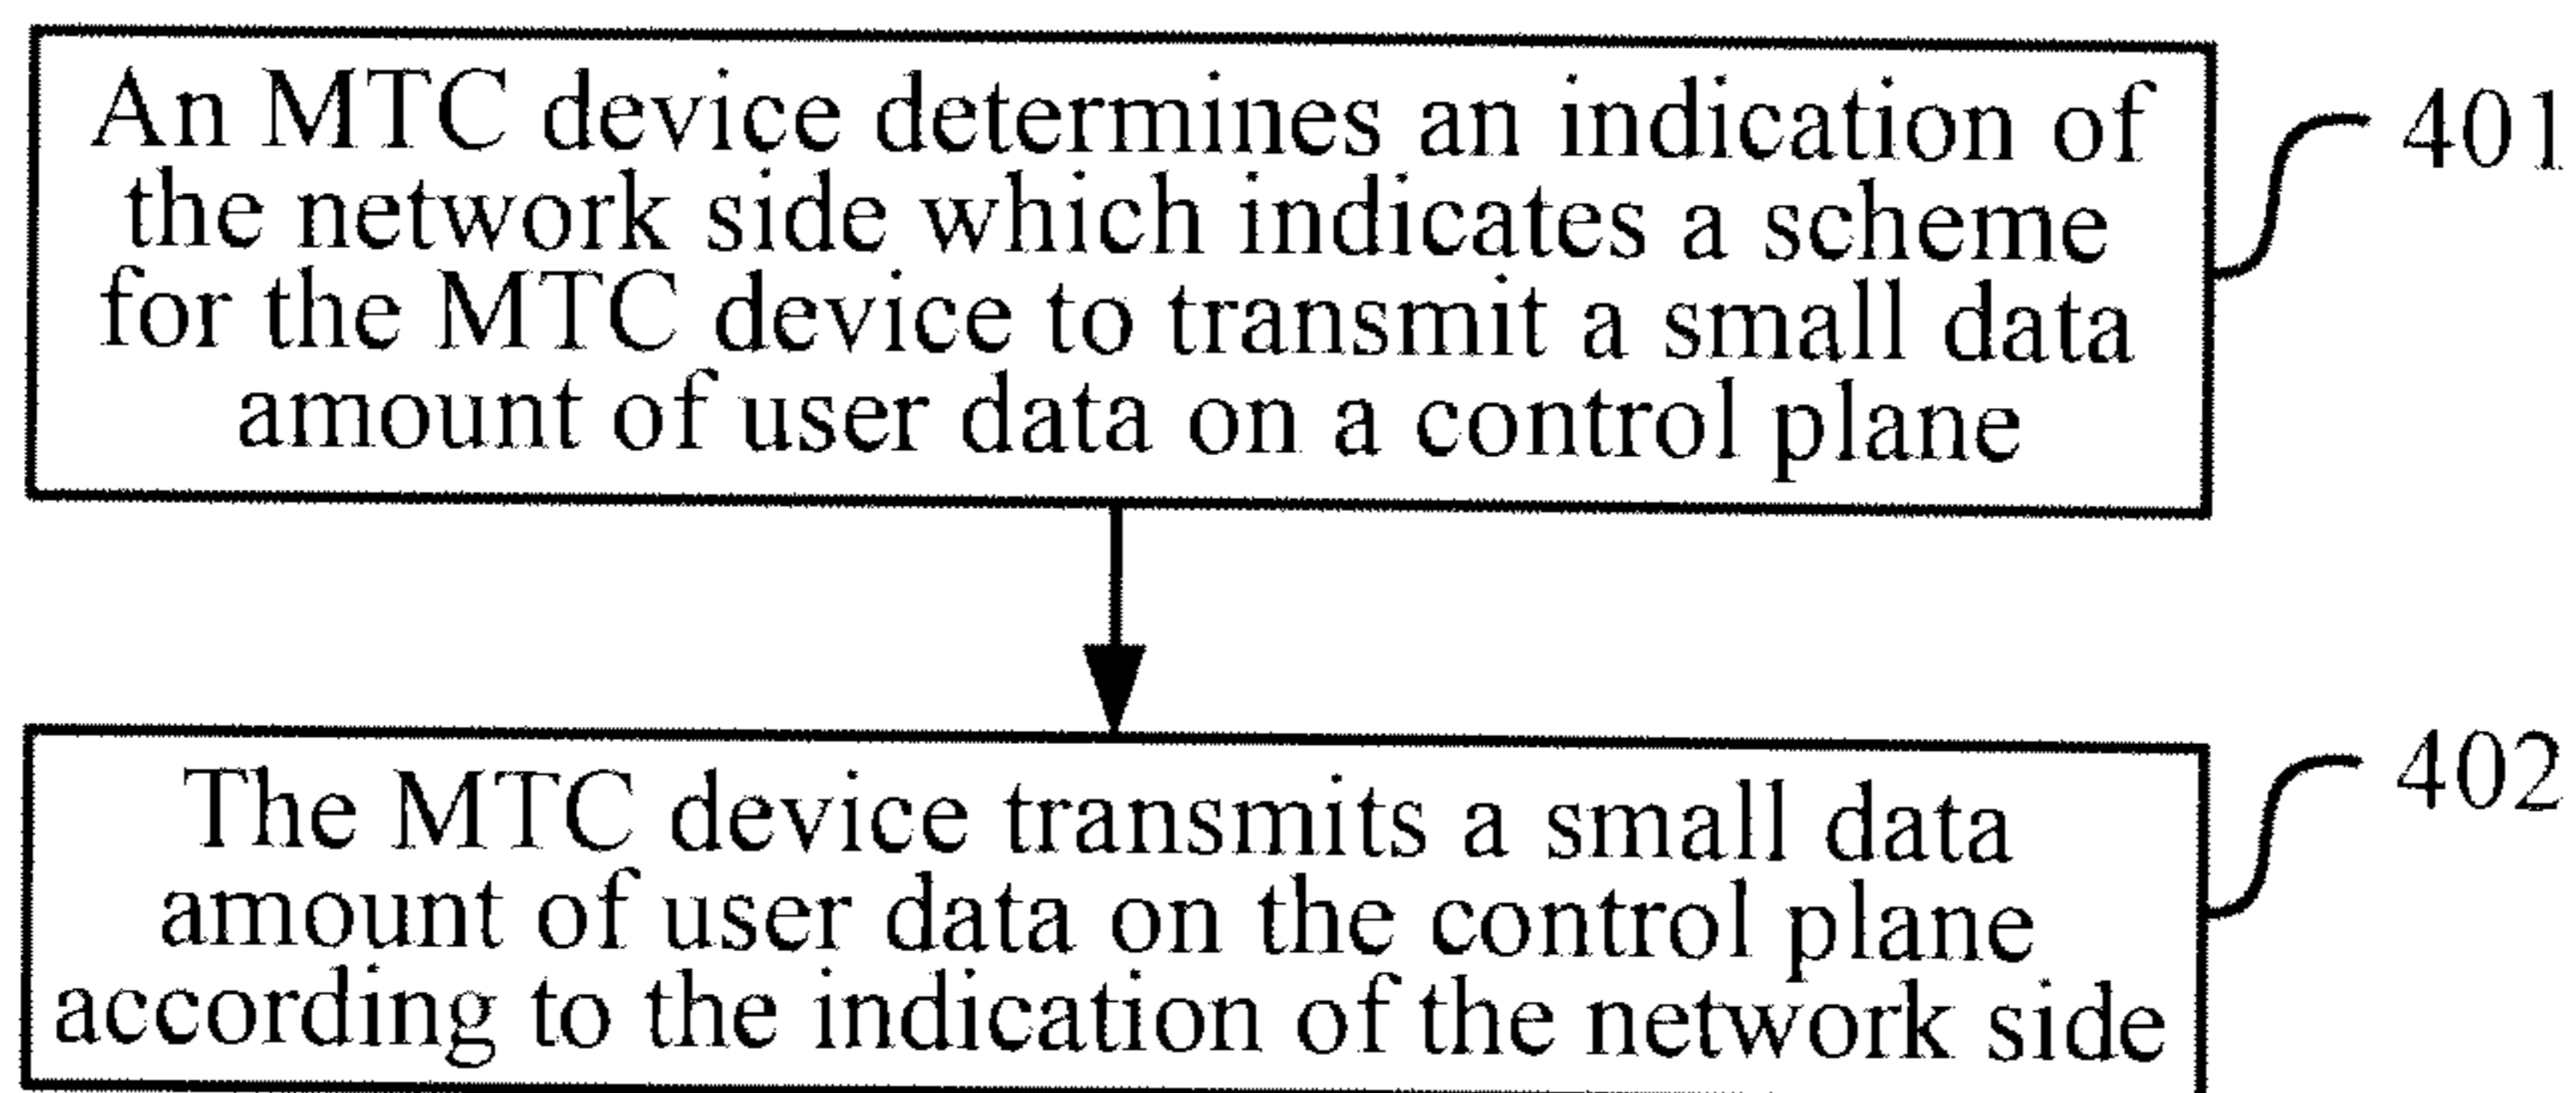 An MTC device determines an indication of
the network side which indicates a scheme
for the MTC device to transmit a small data
amount of user data on a control plane
401
The MTC device transmits a small data
amount of user data on the control plane
according to the indication of the network side
402